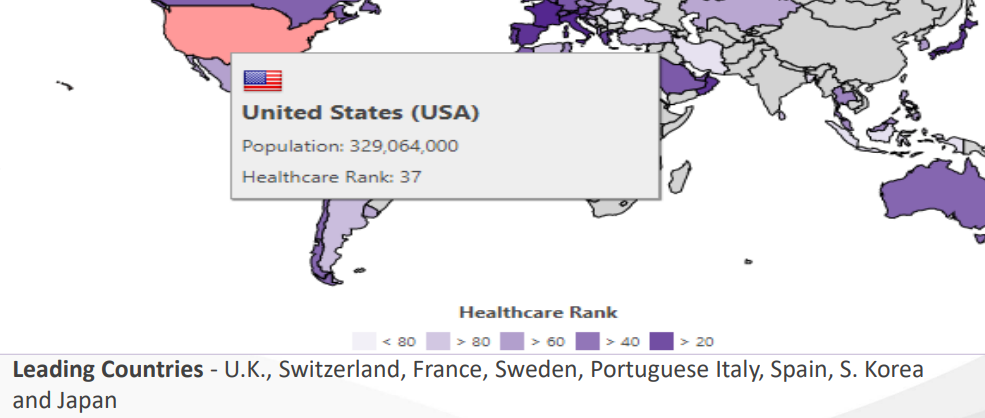 United States (USA)
Population: 329,064,000
Healthcare Rank: 37
Healthcare Rank
< 80 > 80 > 60 > 40 > 20
Leading Countries - U.K., Switzerland, France, Sweden, Portuguese Italy, Spain, S. Korea
and Japan